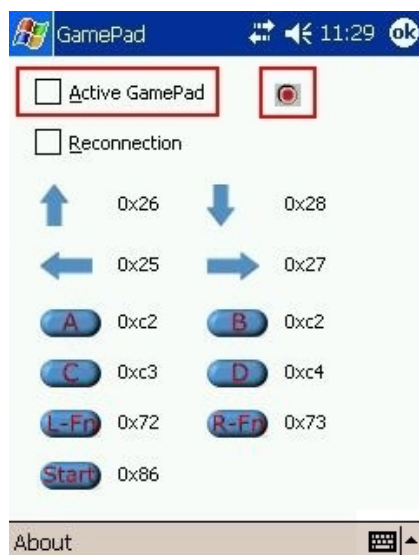 GamePad 11:29 ok
Active GamePad
Reconnection
0x26 0x28
0x25 0x27
A 0xc2 B 0xc2
C 0xc3 D 0xc4
L-Fn 0x72 R-Fn 0x73
Start 0x86
About